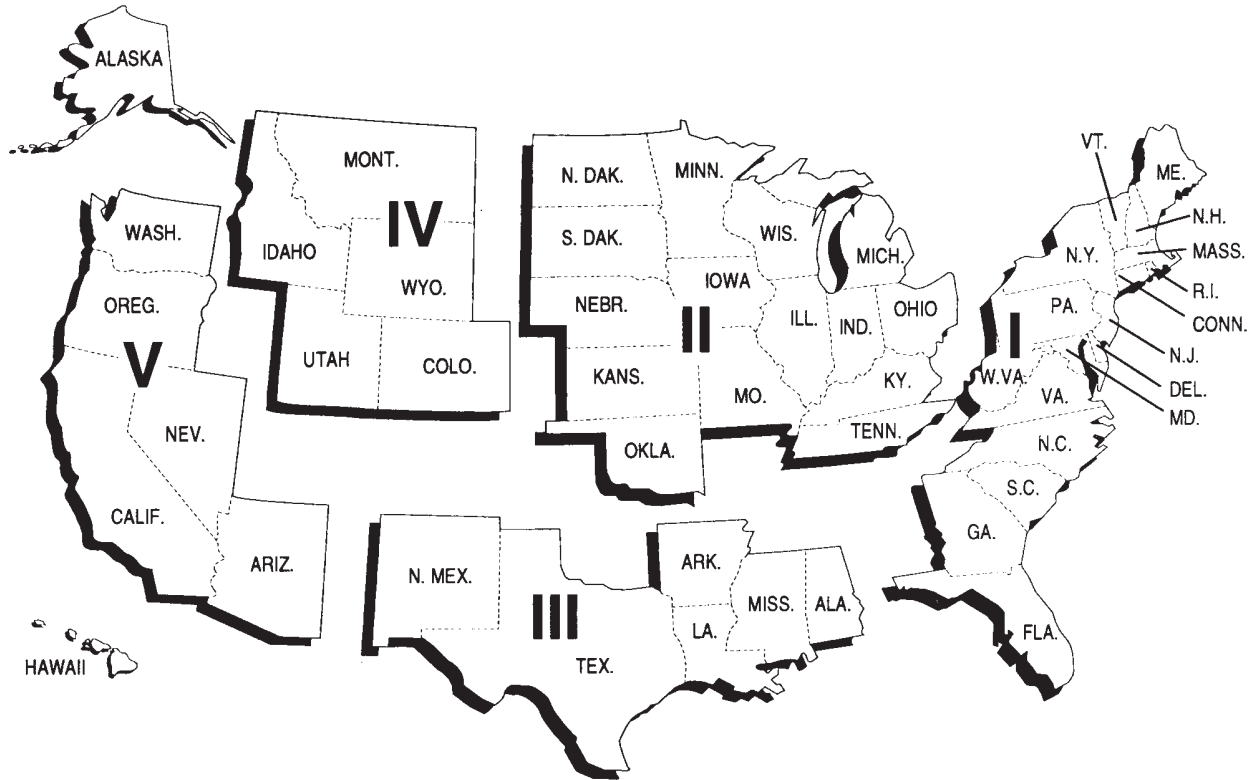 ALASKA
MONT.
IV
IDAHO
WYO.
UTAH
COLO.
WASH.
OREG.
V
NEV.
CALIF.
ARIZ.
HAWAII
N. DAK.
MINN.
S. DAK.
WIS.
MICH.
NEBR.
IOWA
II
ILL.
IND.
OHIO
KANS.
MO.
KY.
OKLA.
TENN.
N. MEX.
III
TEX.
ARK.
LA.
MISS.
ALA.
VT.
ME.
N.H.
N.Y.
MASS.
R.I.
CONN.
PA.
I
N.J.
W.VA.
DEL.
VA.
MD.
N.C.
S.C.
GA.
FLA.